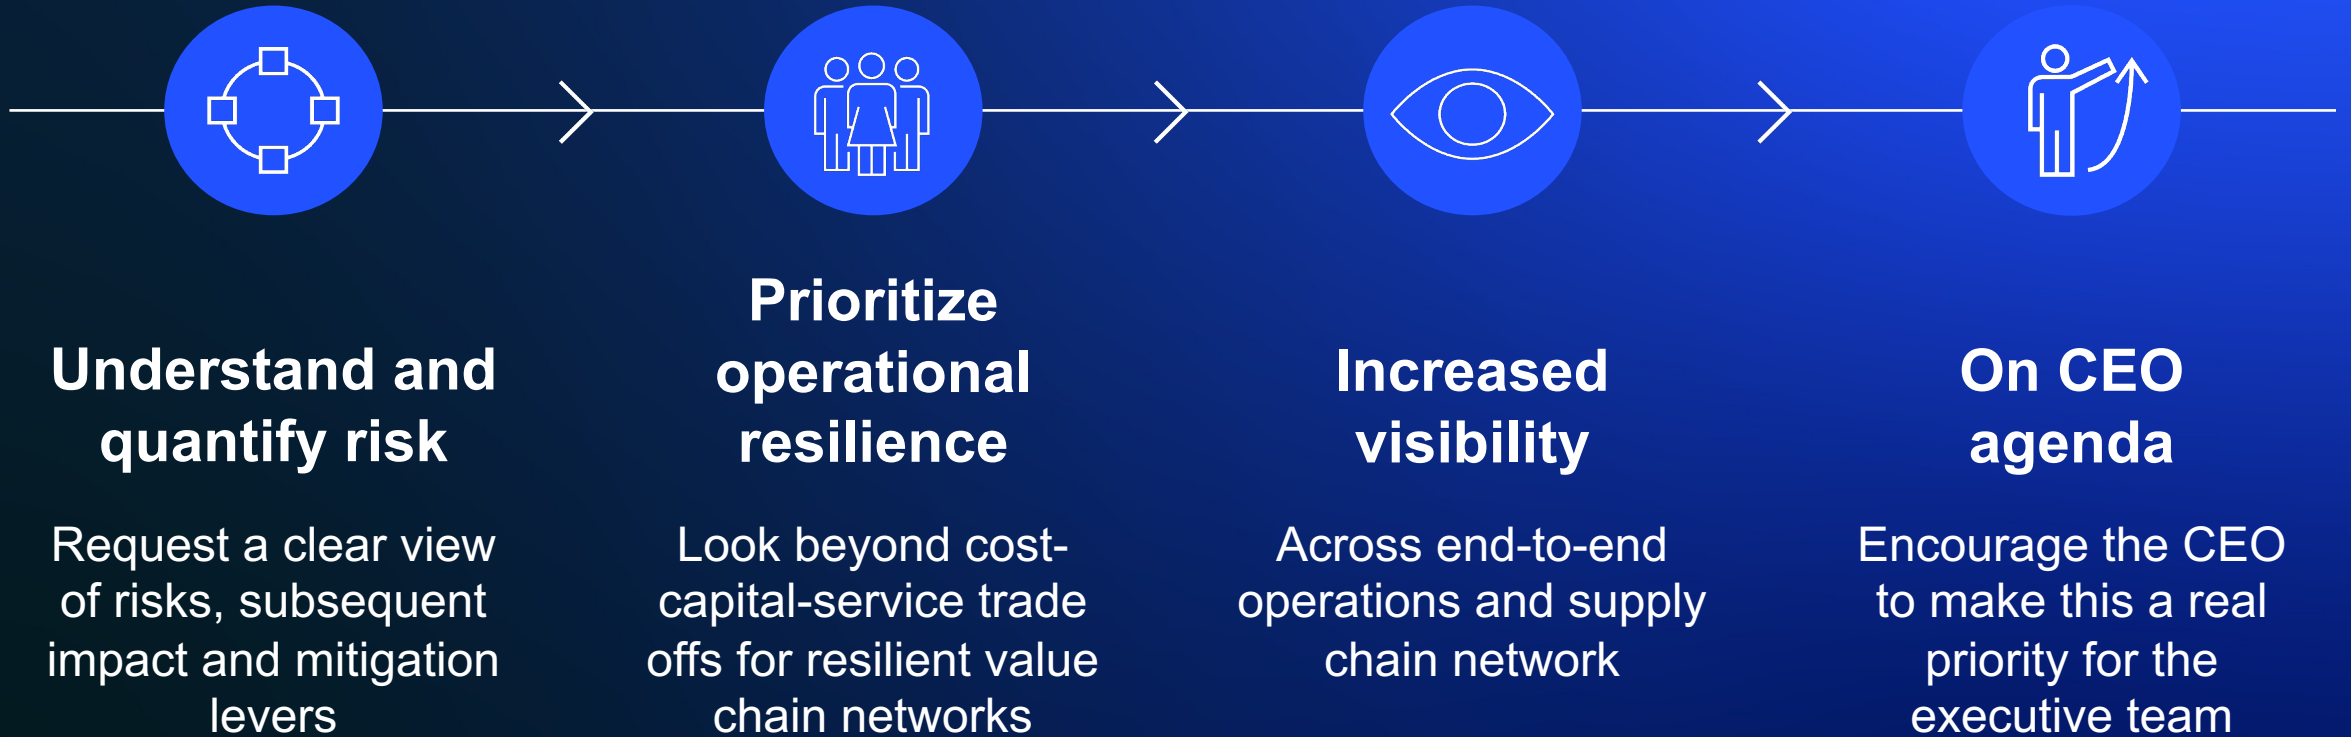 Understand and
quantify risk
Request a clear view
of risks, subsequent
impact and mitigation
levers
Prioritize
operational
resilience
Look beyond cost-
capital-service trade
offs for resilient value
chain networks
Increased
visibility
Across end-to-end
operations and supply
chain network
On CEO
agenda
Encourage the CEO
to make this a real
priority for the
executive team